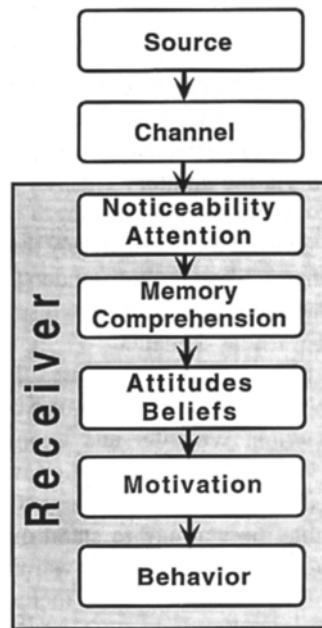 Source
Channel
Receiver
Noticeability
Attention
Memory
Comprehension
Attitudes
Beliefs
Motivation
Behavior